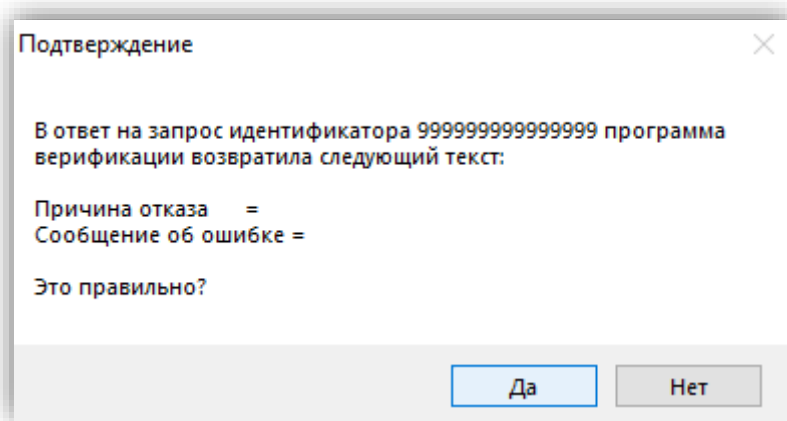 Подтверждение
В ответ на запрос идентификатора 999999999999999 программа
верификации возвратила следующий текст:
Причина отказа =
Сообщение об ошибке =
Это правильно?
Да
Нет